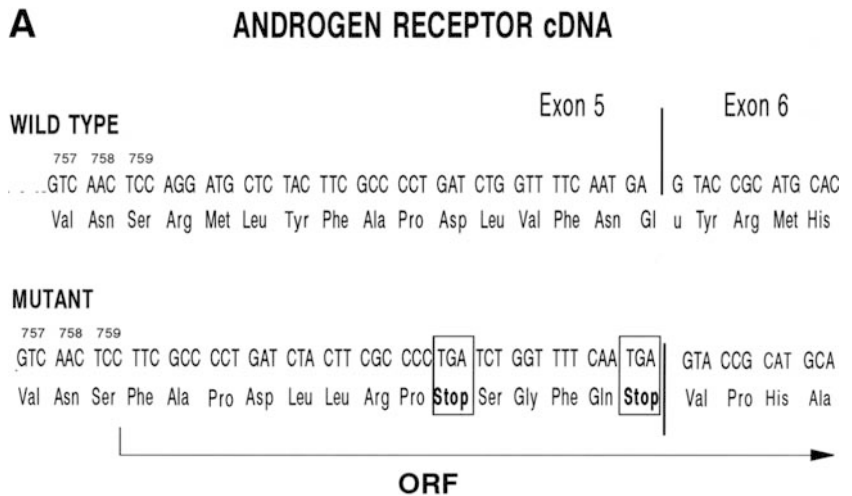 A
ANDROGEN RECEPTOR cDNA
Exon 5 Exon 6
WILD TYPE
757 758 759
. . ...GTC AAC TCC AGG ATG CTC TAC TTC GCC CCT GAT CTG GTT TTC AAT GA G TAC CGC ATG CAC
Val Asn Ser Arg Met Leu Tyr Phe Ala Pro Asp Leu Val Phe Asn Gl u Tyr Arg Met His
MUTANT
757 758 759
GTC AAC TCC TTC GCC CCT GAT CTA CTT CGC CCC TGA TCT GGT TTT CAA TGA GTA CCG CAT GCA
Val Asn Ser Phe Ala Pro Asp Leu Leu Arg Pro Stop Ser Gly Phe Gln Stop Val Pro His Ala
ORF